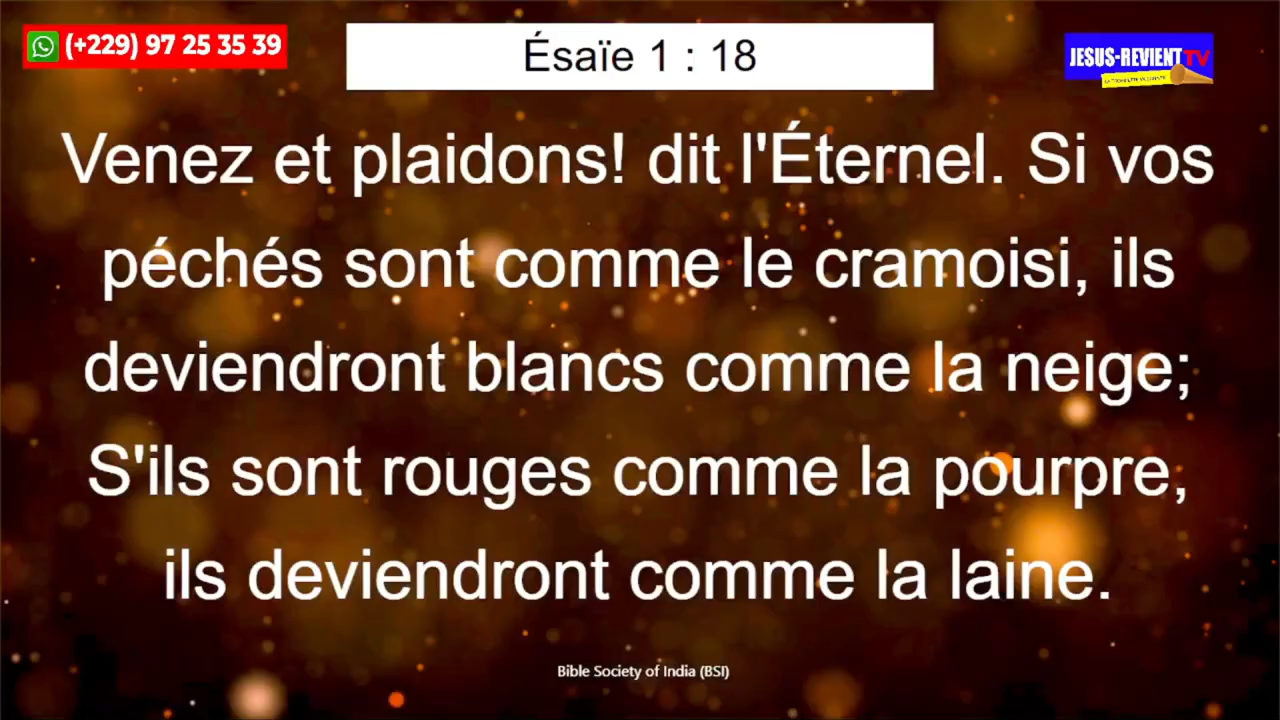 (+229) 97 25 35 39
Ésaïe 1 : 18
JESUS-REVIENT TV
Venez et plaidons! dit l'Éternel. Si vos
péchés sont comme le cramoisi, ils
deviendront blancs comme la neige;
S'ils sont rouges comme la pourpre,
ils deviendront comme la laine.
Bible Society of India (BSI)